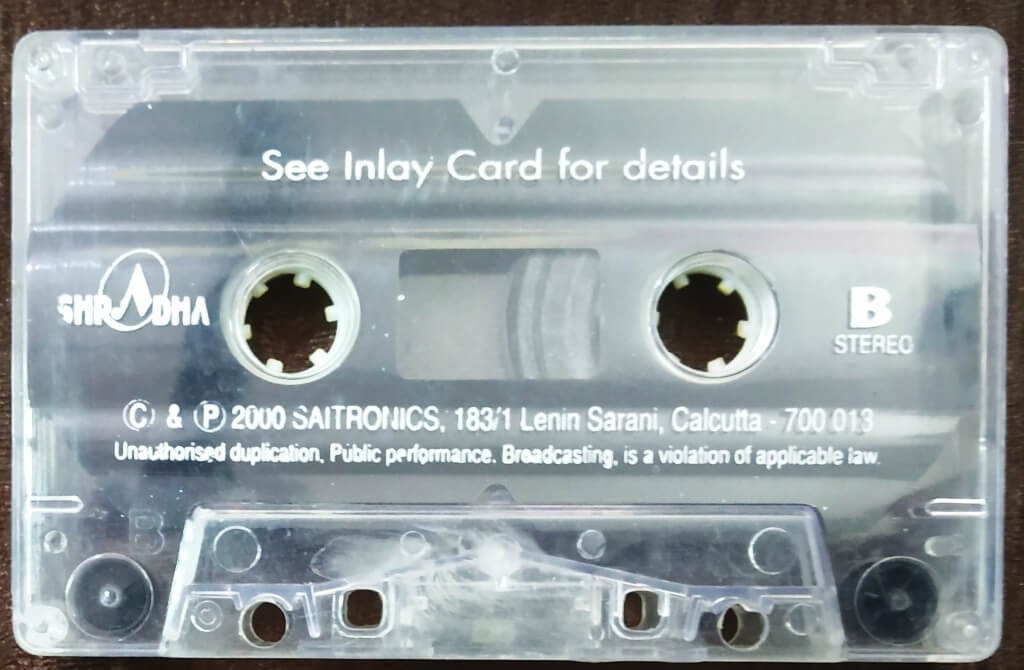 See Inlay Card for details
SHRADHA
B
STEREO
Ⓒ & Ⓟ 2000 SAITRONICS, 183/1 Lenin Sarani, Calcutta - 700 013
Unauthorised duplication, Public performance. Broadcasting, is a violation of applicable law.
B